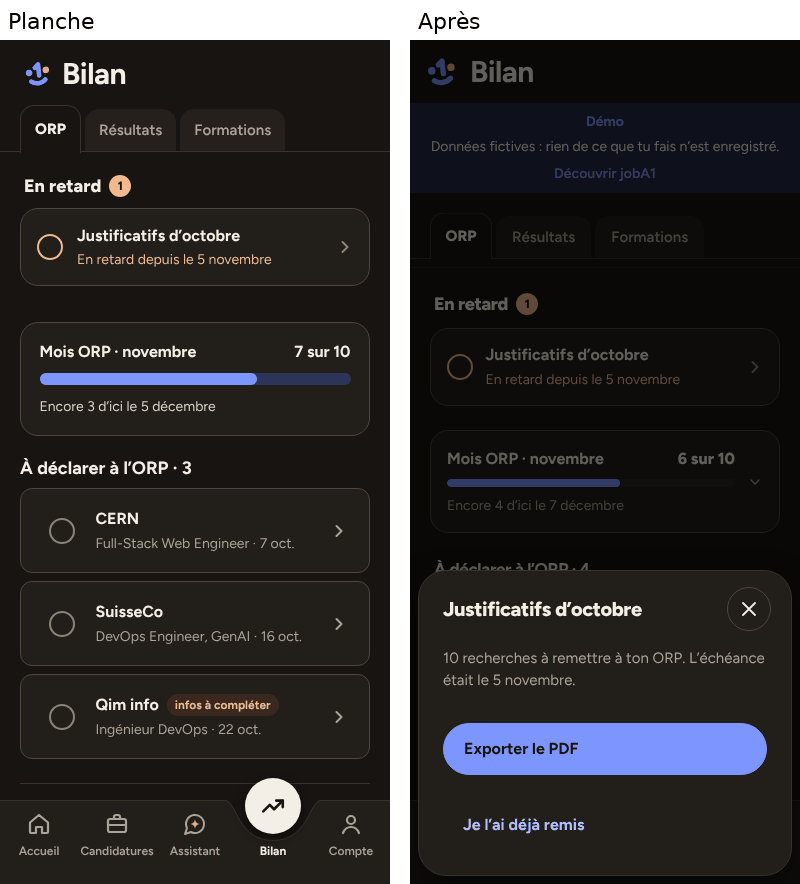 Planche
Bilan
ORP
Résultats
Formations
En retard 1
Justificatifs d’octobre
En retard depuis le 5 novembre
Mois ORP · novembre
7 sur 10
Encore 3 d’ici le 5 décembre
À déclarer à l’ORP · 3
CERN
Full-Stack Web Engineer · 7 oct.
SuisseCo
DevOps Engineer, GenAI · 16 oct.
Qim info infos à compléter
Ingénieur DevOps · 22 oct.
Accueil
Candidatures
Assistant
Bilan
Compte
Après
Bilan
Démo
Données fictives : rien de ce que tu fais n’est enregistré.
Découvrir jobA1
ORP
Résultats
Formations
En retard 1
Justificatifs d’octobre
En retard depuis le 5 novembre
Mois ORP · novembre
6 sur 10
Encore 4 d’ici le 7 décembre
À déclarer à l’ORP · 4
Justificatifs d’octobre
10 recherches à remettre à ton ORP. L’échéance
était le 5 novembre.
Exporter le PDF
Je l’ai déjà remis